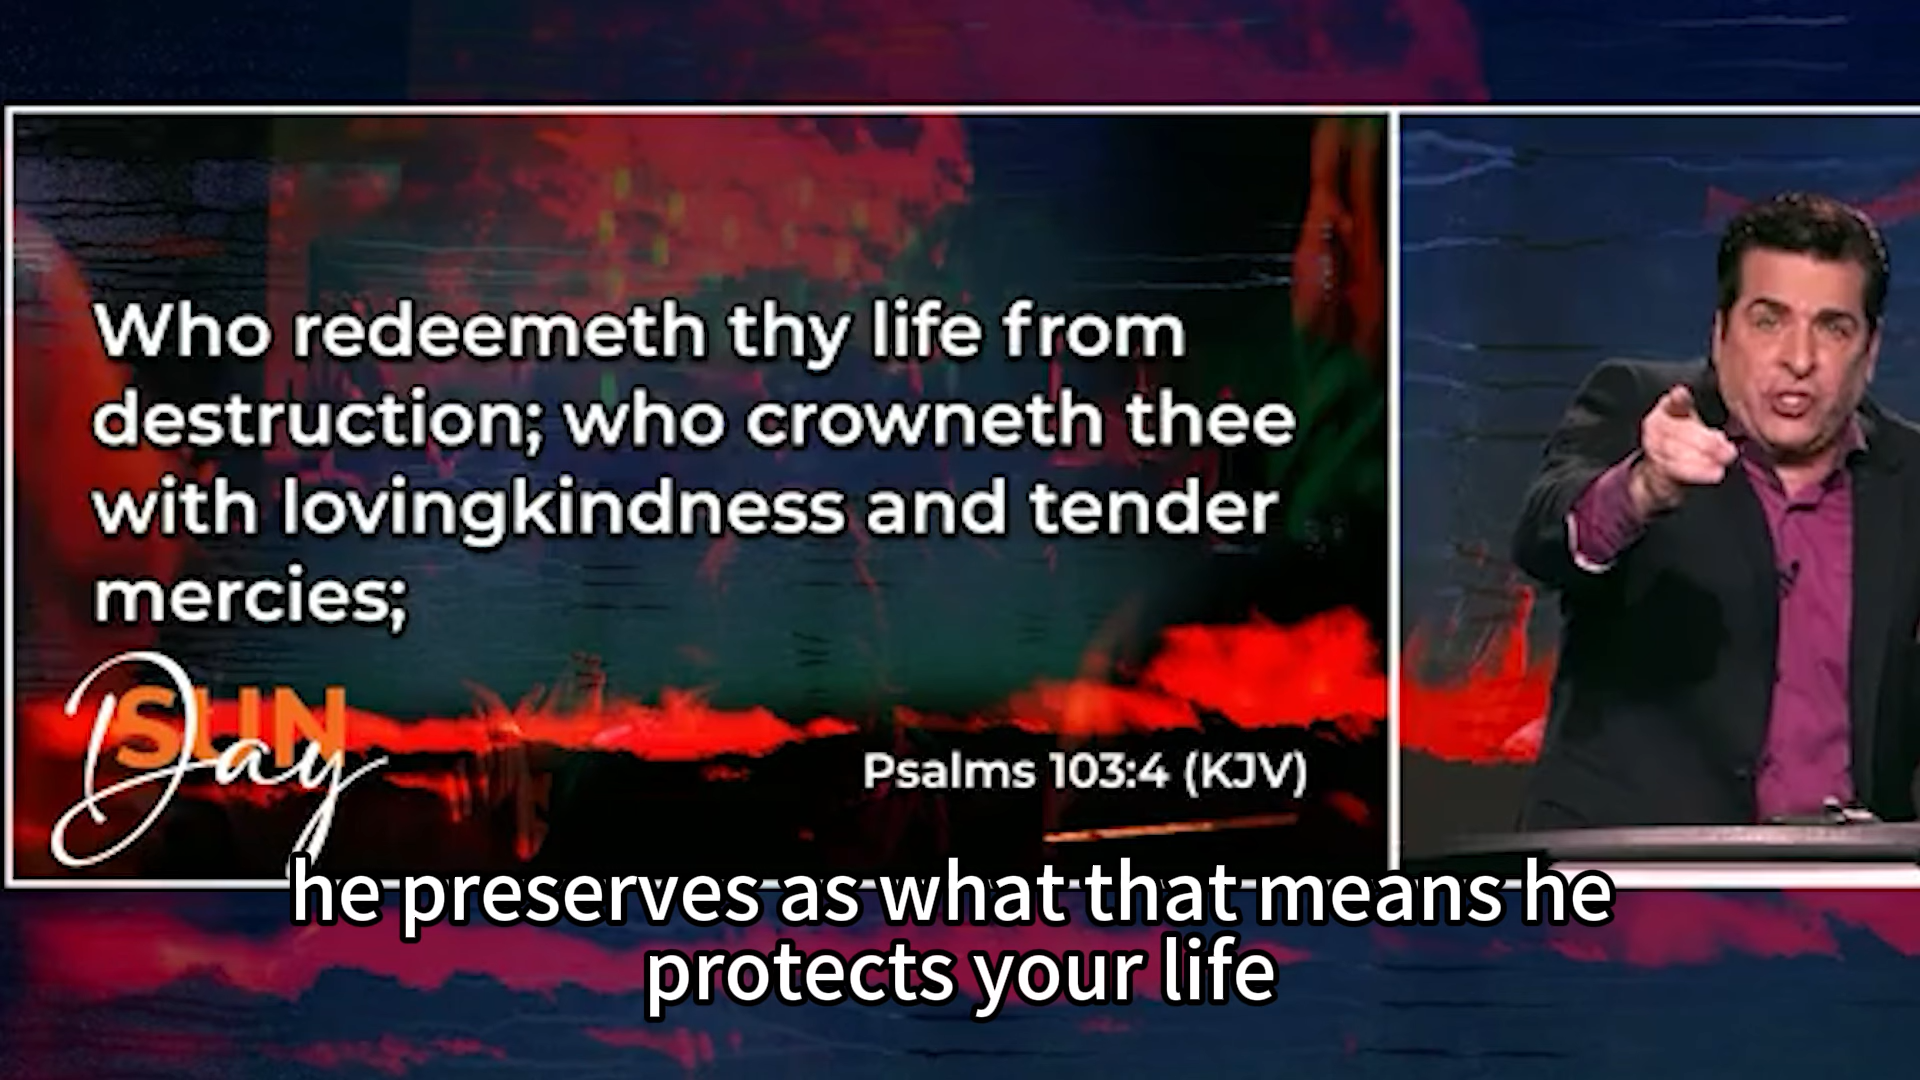 Who redeemeth thy life from
destruction; who crowneth thee
with lovingkindness and tender
mercies;
SUN
Day
Psalms 103:4 (KJV)
he preserves as what that means he
protects your life